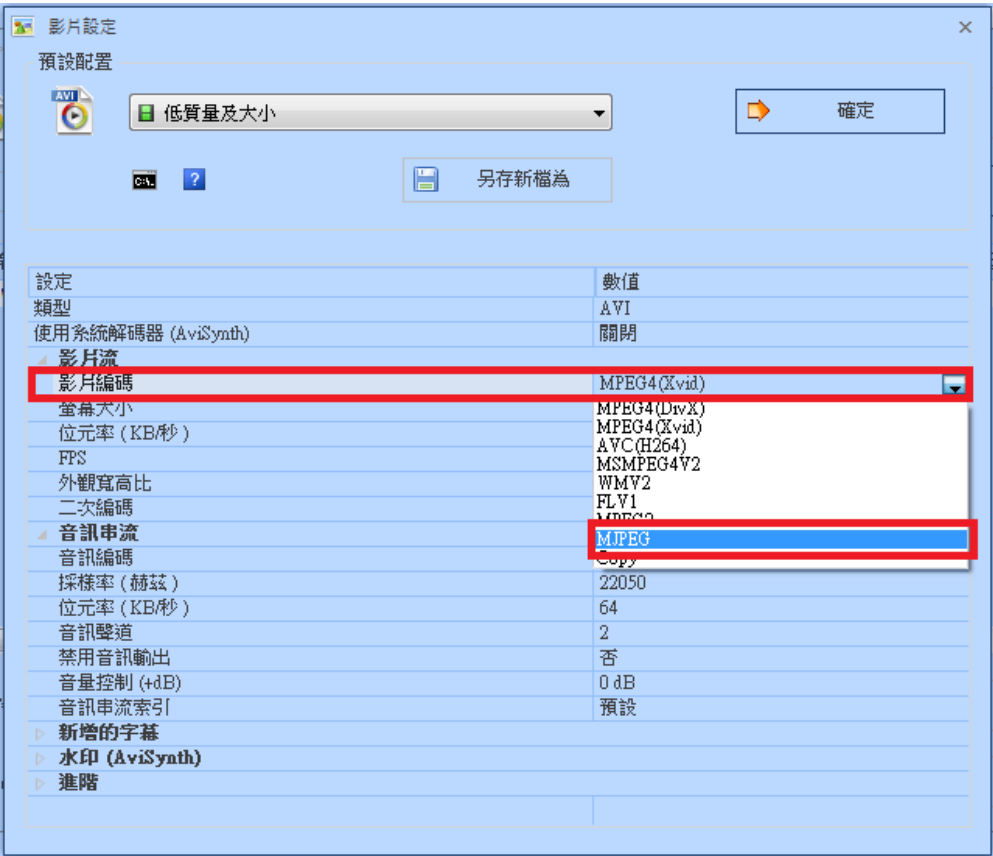 影片設定
預設配置
AVI
低質量及大小
確定
C:\.
?
另存新檔為
設定 數值
類型 AVI
使用系統解碼器 (AviSynth) 關閉
影片流
影片編碼 MPEG4(Xvid)
螢幕大小
MPEG4(DivX)
位元率 ( KB/秒 )
MPEG4(Xvid)
AVC(H264)
FPS
MSMPEG4V2
外觀寬高比
WMV2
二次編碼
FLV1
MPEG2
音訊串流
MJPEG
音訊編碼
Copy
採樣率 ( 赫茲 ) 22050
位元率 ( KB/秒 ) 64
音訊聲道 2
禁用音訊輸出 否
音量控制 (+dB) 0 dB
音訊串流索引 預設
新增的字幕
水印 (AviSynth)
進階